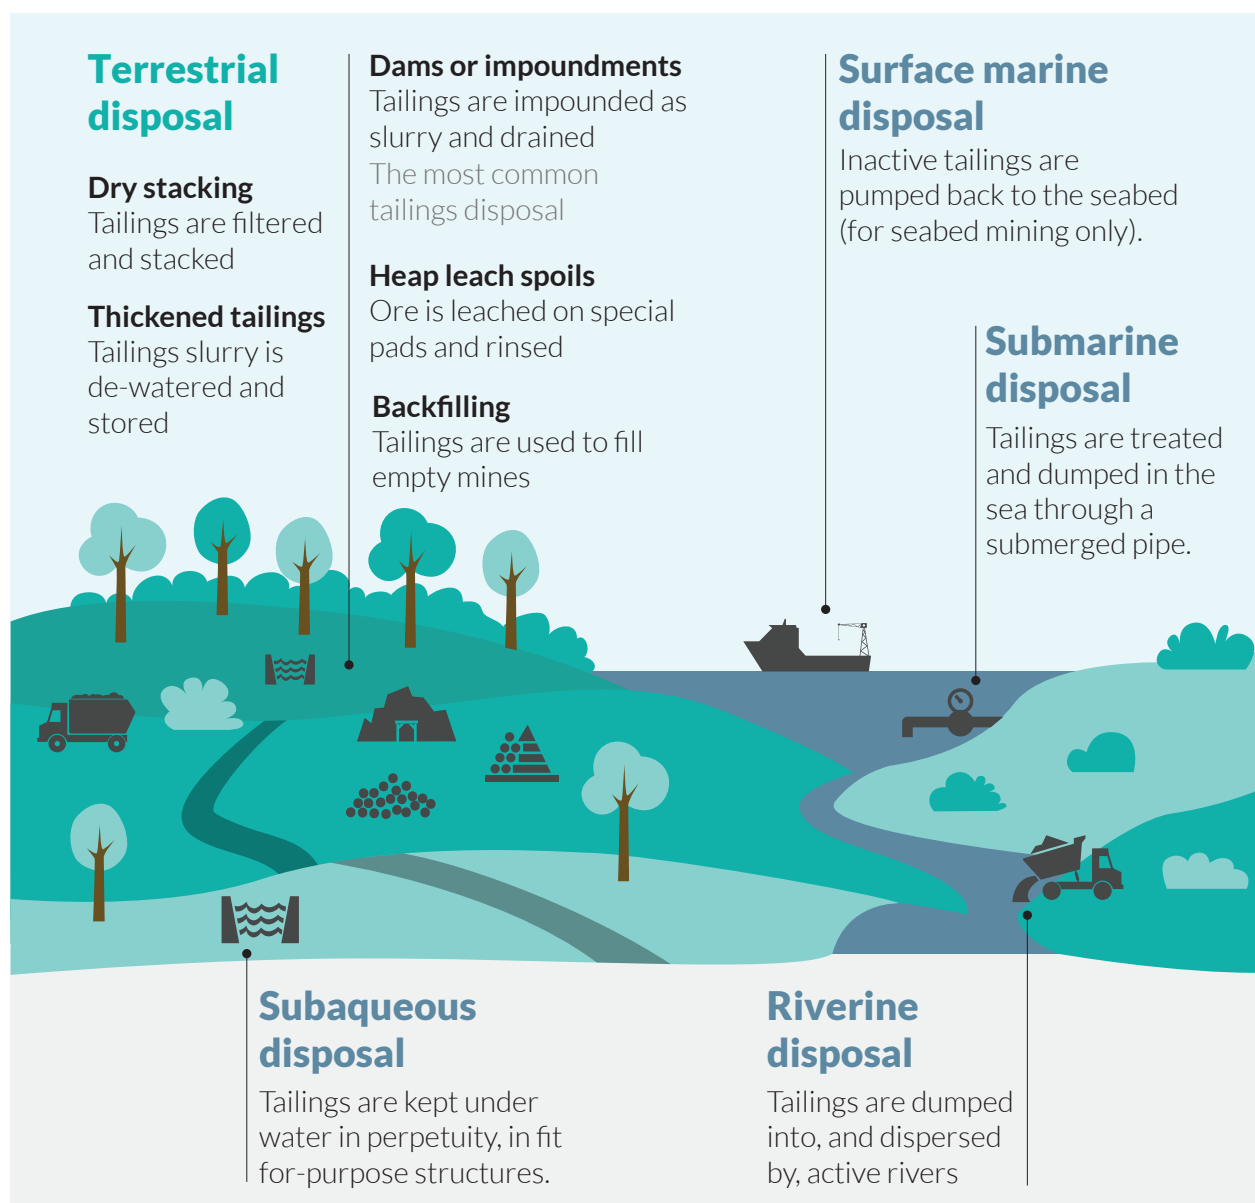 Terrestrial
disposal
Dry stacking
Tailings are filtered
and stacked
Thickened tailings
Tailings slurry is
de-watered and
stored
Dams or impoundments
Tailings are impounded as
slurry and drained
The most common
tailings disposal
Heap leach spoils
Ore is leached on special
pads and rinsed
Backfilling
Tailings are used to fill
empty mines
Surface marine
disposal
Inactive tailings are
pumped back to the seabed
(for seabed mining only).
Submarine
disposal
Tailings are treated
and dumped in the
sea through a
submerged pipe.
Subaqueous
disposal
Tailings are kept under
water in perpetuity, in fit
for-purpose structures.
Riverine
disposal
Tailings are dumped
into, and dispersed
by, active rivers